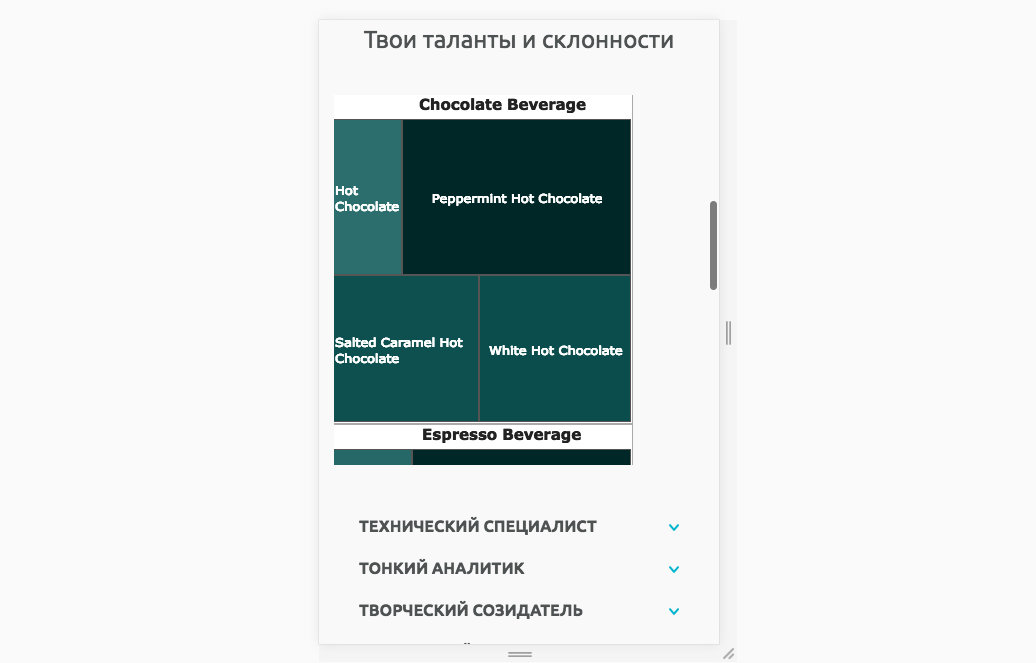 Твои таланты и склонности
Chocolate Beverage
Hot
Chocolate
Peppermint Hot Chocolate
Salted Caramel Hot
Chocolate
White Hot Chocolate
Espresso Beverage
ТЕХНИЧЕСКИЙ СПЕЦИАЛИСТ
ТОНКИЙ АНАЛИТИК
ТВОРЧЕСКИЙ СОЗИДАТЕЛЬ